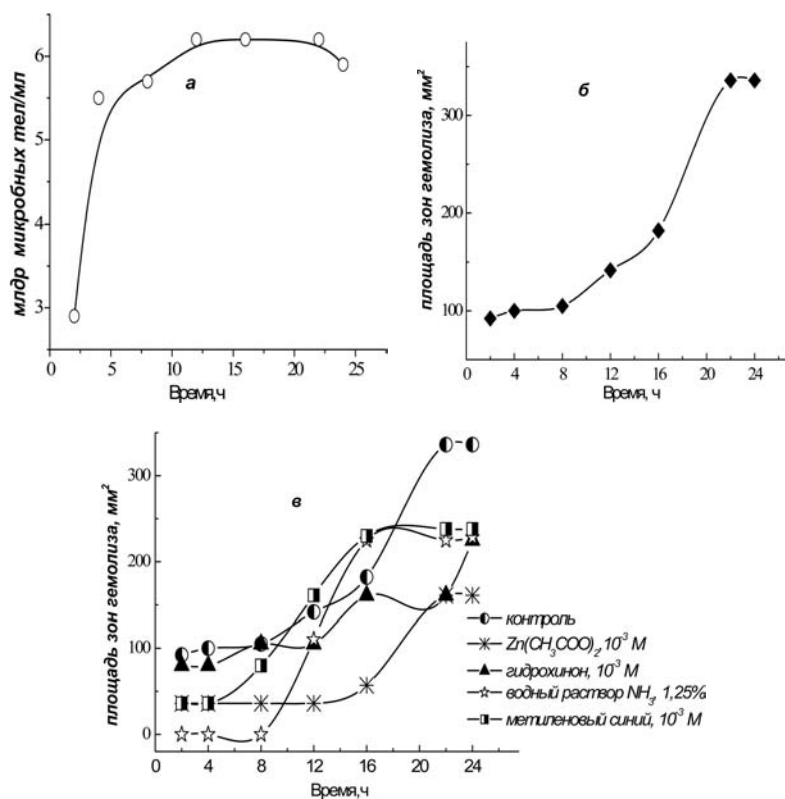 а
млдр микробных тел/мл
6
5
4
3
0
5
10
15
20
25
Время,ч
б
площадь зон гемолиза, мм²
300
200
100
0
4
8
12
16
20
24
Время, ч
в
площадь зон гемолиза, мм²
300
200
100
0
0
4
8
12
16
20
24
Время,ч
контроль
Zn(CH₃COO)₂, 10⁻³ M
гидрохинон, 10⁻³ M
водный раствор NH₃, 1,25%
метиленовый синий, 10⁻³ M